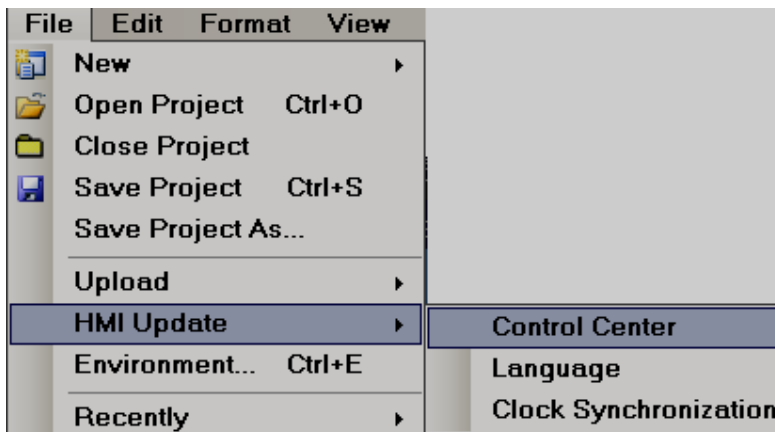 File Edit Format View
New
Open Project Ctrl+O
Close Project
Save Project Ctrl+S
Save Project As...
Upload
HMI Update
Control Center
Environment... Ctrl+E
Language
Recently
Clock Synchronization